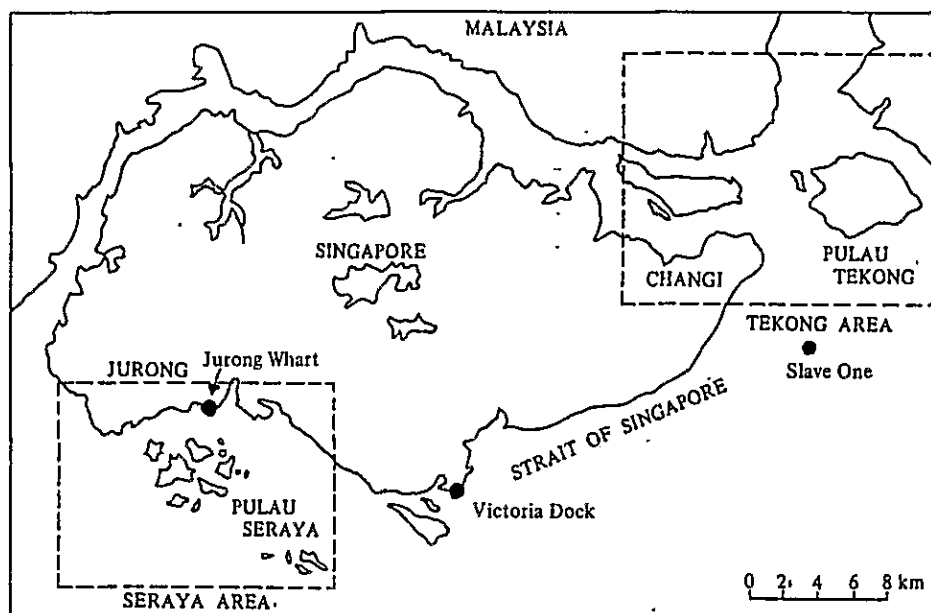 MALAYSIA
SINGAPORE
CHANGI
PULAU
TEKONG
TEKONG AREA
Slave One
JURONG
Jurong Whart
STRAIT OF SINGAPORE
Victoria Dock
PULAU
SERAYA
SERAYA AREA
0 2 4 6 8 km